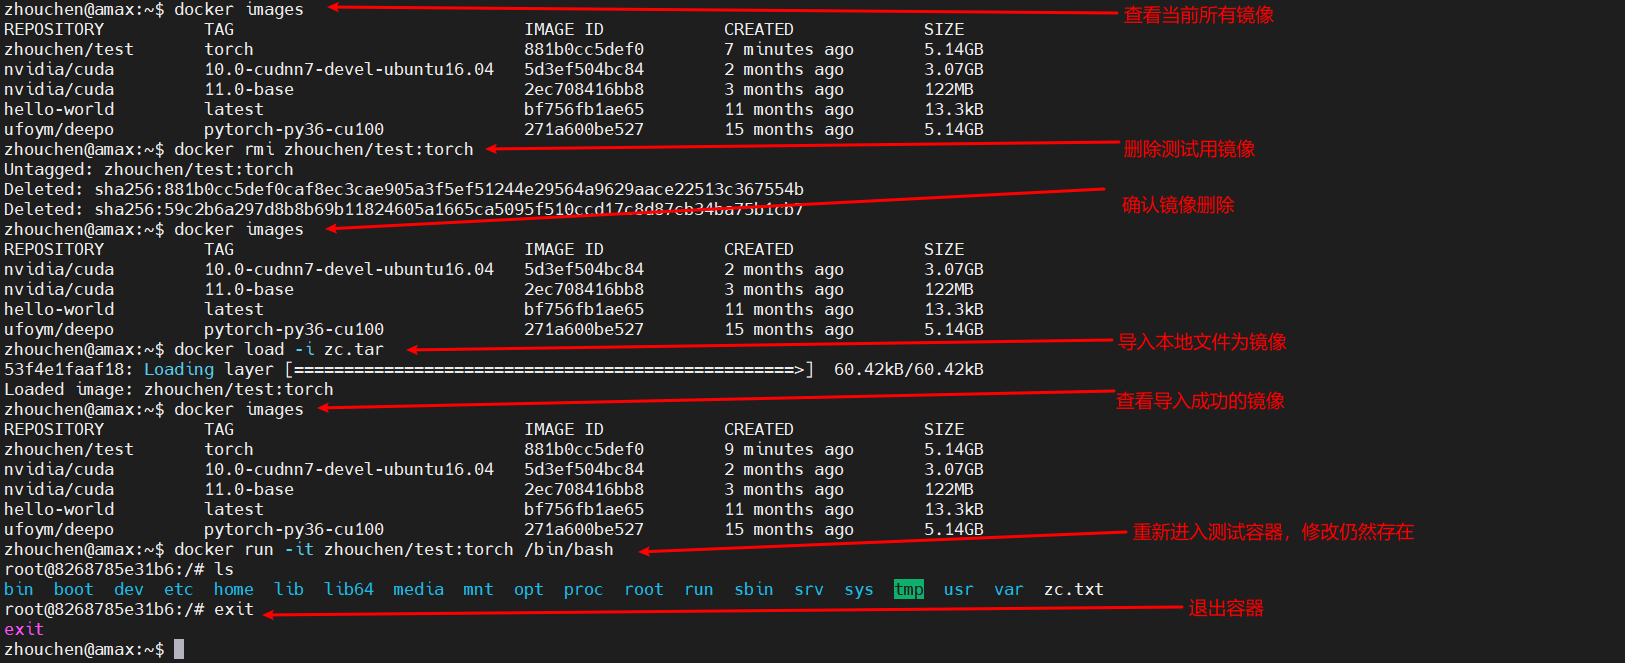 zhouchen@amax:~$ docker images 查看当前所有镜像
REPOSITORY TAG IMAGE ID CREATED SIZE
zhouchen/test torch 881b0cc5def0 7 minutes ago 5.14GB
nvidia/cuda 10.0-cudnn7-devel-ubuntu16.04 5d3ef504bc84 2 months ago 3.07GB
nvidia/cuda 11.0-base 2ec708416bb8 3 months ago 122MB
hello-world latest bf756fb1ae65 11 months ago 13.3kB
ufoym/deepo pytorch-py36-cu100 271a600be527 15 months ago 5.14GB
zhouchen@amax:~$ docker rmi zhouchen/test:torch 删除测试用镜像
Untagged: zhouchen/test:torch
Deleted: sha256:881b0cc5def0caf8ec3cae905a3f5ef51244e29564a9629aace22513c367554b
Deleted: sha256:59c2b6a297d8b8b69b11824605a1665ca5095f510ccd17c8d87cb34ba75b1cb7
确认镜像删除
zhouchen@amax:~$ docker images
REPOSITORY TAG IMAGE ID CREATED SIZE
nvidia/cuda 10.0-cudnn7-devel-ubuntu16.04 5d3ef504bc84 2 months ago 3.07GB
nvidia/cuda 11.0-base 2ec708416bb8 3 months ago 122MB
hello-world latest bf756fb1ae65 11 months ago 13.3kB
ufoym/deepo pytorch-py36-cu100 271a600be527 15 months ago 5.14GB
zhouchen@amax:~$ docker load -i zc.tar 导入本地文件为镜像
53f4e1faaf18: Loading layer [==================================================>] 60.42kB/60.42kB
Loaded image: zhouchen/test:torch
zhouchen@amax:~$ docker images 查看导入成功的镜像
REPOSITORY TAG IMAGE ID CREATED SIZE
zhouchen/test torch 881b0cc5def0 9 minutes ago 5.14GB
nvidia/cuda 10.0-cudnn7-devel-ubuntu16.04 5d3ef504bc84 2 months ago 3.07GB
nvidia/cuda 11.0-base 2ec708416bb8 3 months ago 122MB
hello-world latest bf756fb1ae65 11 months ago 13.3kB
ufoym/deepo pytorch-py36-cu100 271a600be527 15 months ago 5.14GB
zhouchen@amax:~$ docker run -it zhouchen/test:torch /bin/bash 重新进入测试容器，修改仍然存在
root@8268785e31b6:/# ls
bin boot dev etc home lib lib64 media mnt opt proc root run sbin srv sys tmp usr var zc.txt
root@8268785e31b6:/# exit 退出容器
exit
zhouchen@amax:~$